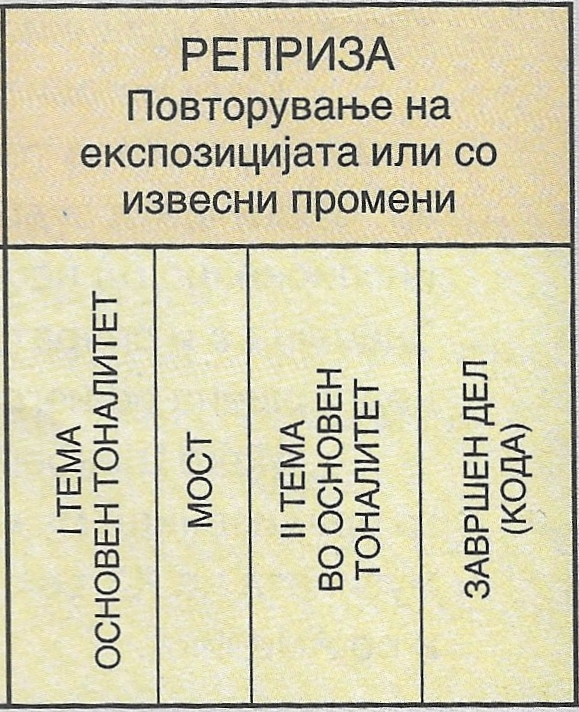 РЕПРИЗА
Повторување на
експозицијата или со
извесни промени
I ТЕМА
ОСНОВЕН ТОНАЛИТЕТ
МОСТ
II ТЕМА
ВО ОСНОВЕН
ТОНАЛИТЕТ
ЗАВРШЕН ДЕЛ
(КОДА)